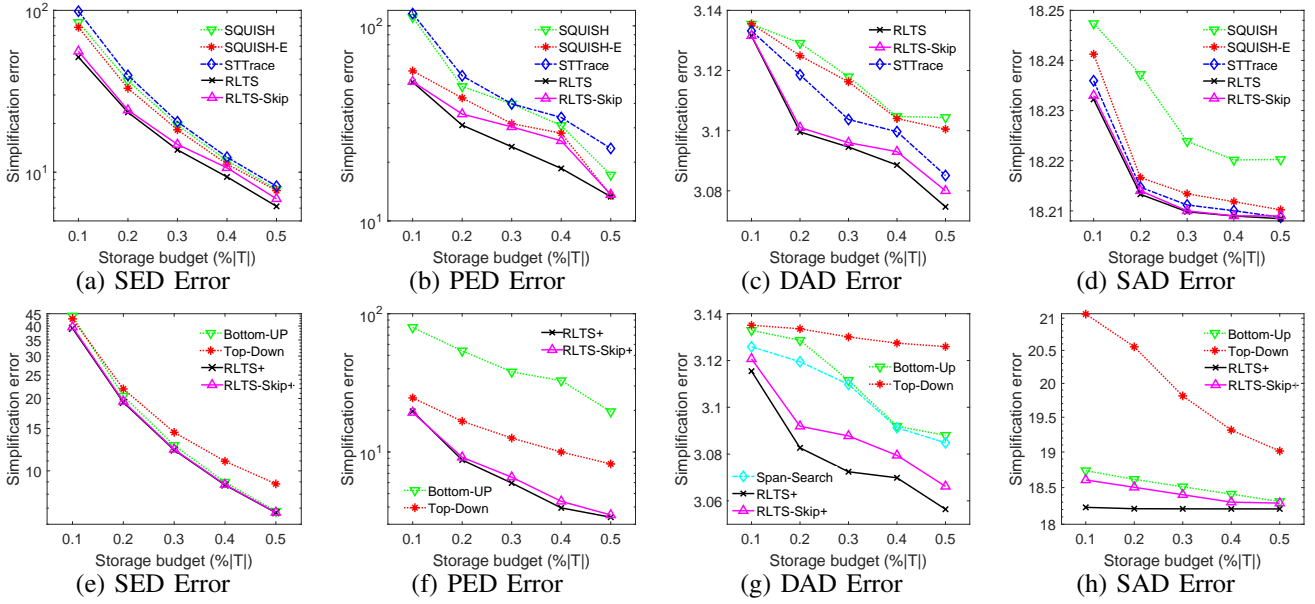 Simplification error
10^2
10^1
SQUISH
SQUISH-E
STTrace
RLTS
RLTS-Skip
0.1 0.2 0.3 0.4 0.5
Storage budget (%|T|)
(a) SED Error
Simplification error
10^2
10^1
SQUISH
SQUISH-E
STTrace
RLTS
RLTS-Skip
0.1 0.2 0.3 0.4 0.5
Storage budget (%|T|)
(b) PED Error
Simplification error
3.14
3.12
3.10
3.08
RLTS
RLTS-Skip
STTrace
SQUISH
SQUISH-E
0.1 0.2 0.3 0.4 0.5
Storage budget (%|T|)
(c) DAD Error
Simplification error
18.25
18.24
18.23
18.22
18.21
SQUISH
SQUISH-E
STTrace
RLTS
RLTS-Skip
0.1 0.2 0.3 0.4 0.5
Storage budget (%|T|)
(d) SAD Error
Simplification error
45
40
35
30
25
20
15
10
Bottom-UP
Top-Down
RLTS+
RLTS-Skip+
0.1 0.2 0.3 0.4 0.5
Storage budget (%|T|)
(e) SED Error
Simplification error
10^2
10^1
RLTS+
RLTS-Skip+
Bottom-UP
Top-Down
0.1 0.2 0.3 0.4 0.5
Storage budget (%|T|)
(f) PED Error
Simplification error
3.14
3.12
3.10
3.08
3.06
Bottom-Up
Top-Down
Span-Search
RLTS+
RLTS-Skip+
0.1 0.2 0.3 0.4 0.5
Storage budget (%|T|)
(g) DAD Error
Simplification error
21
20.5
20
19.5
19
18.5
18
Bottom-Up
Top-Down
RLTS+
RLTS-Skip+
0.1 0.2 0.3 0.4 0.5
Storage budget (%|T|)
(h) SAD Error